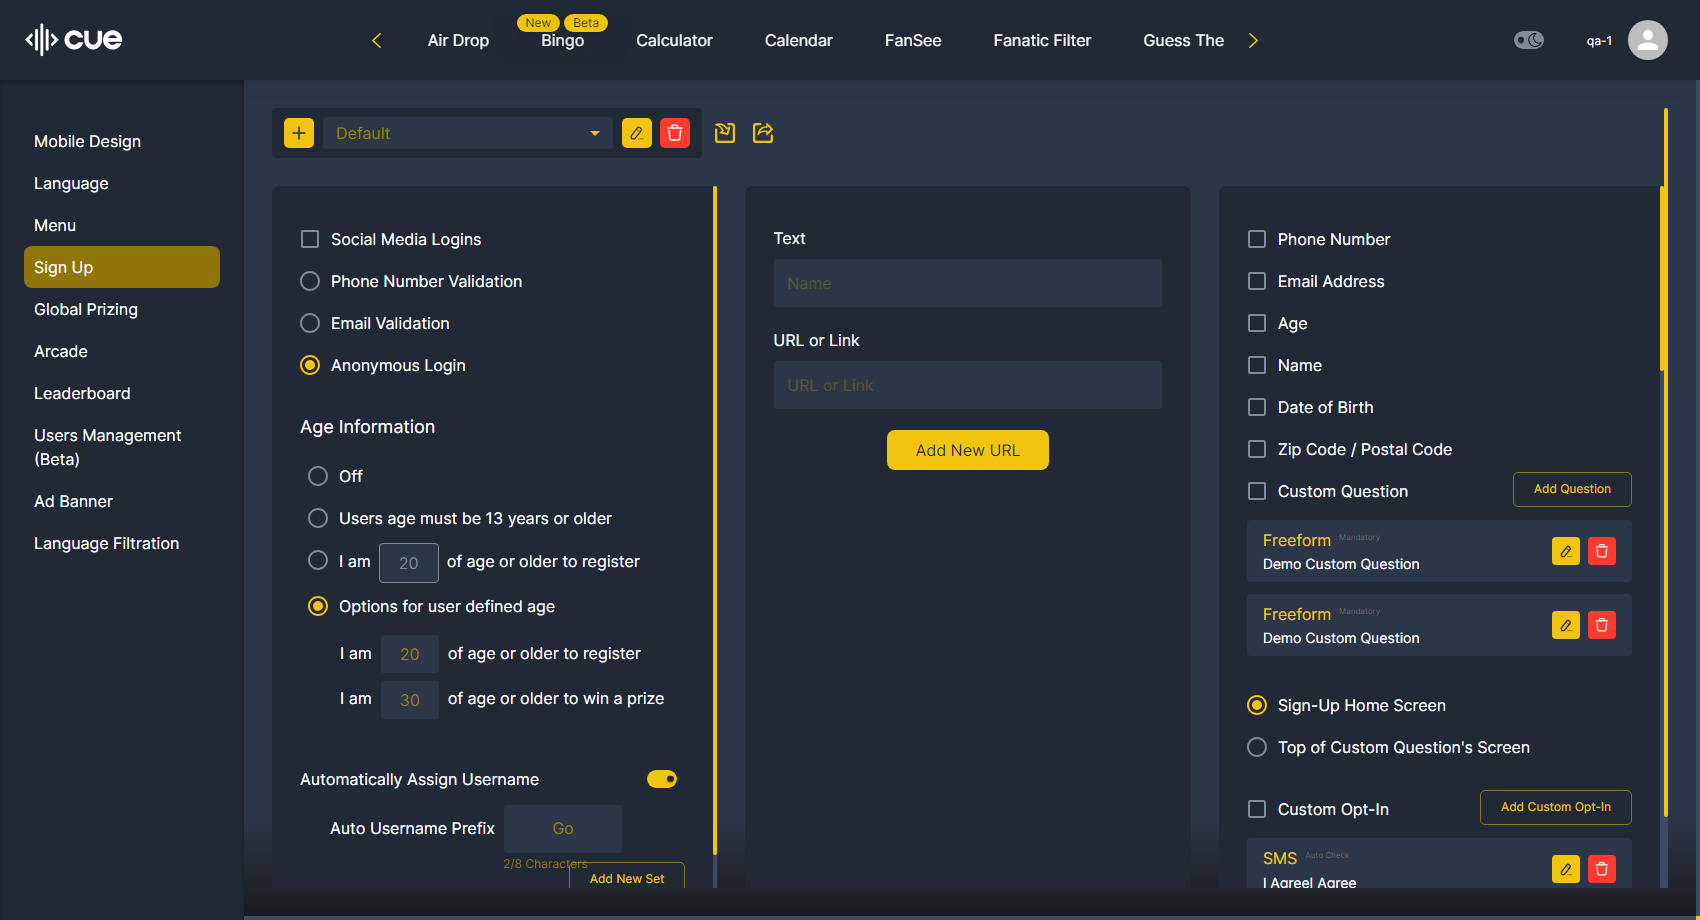 cue
New
Beta
Air Drop
Bingo
Calculator
Calendar
FanSee
Fanatic Filter
Guess The
qa-1
Mobile Design
Language
Menu
Sign Up
Global Prizing
Arcade
Leaderboard
Users Management
(Beta)
Ad Banner
Language Filtration
Default
Social Media Logins
Phone Number Validation
Email Validation
Anonymous Login
Age Information
Off
Users age must be 13 years or older
I am 20 of age or older to register
Options for user defined age
I am 20 of age or older to register
I am 30 of age or older to win a prize
Automatically Assign Username
Auto Username Prefix Go
2/8 Characters
Add New Set
Text
Name
URL or Link
URL or Link
Add New URL
Phone Number
Email Address
Age
Name
Date of Birth
Zip Code / Postal Code
Custom Question
Add Question
Freeform Mandatory
Demo Custom Question
Freeform Mandatory
Demo Custom Question
Sign-Up Home Screen
Top of Custom Question's Screen
Custom Opt-In
Add Custom Opt-In
SMS Auto Check
I AgreeI Agree